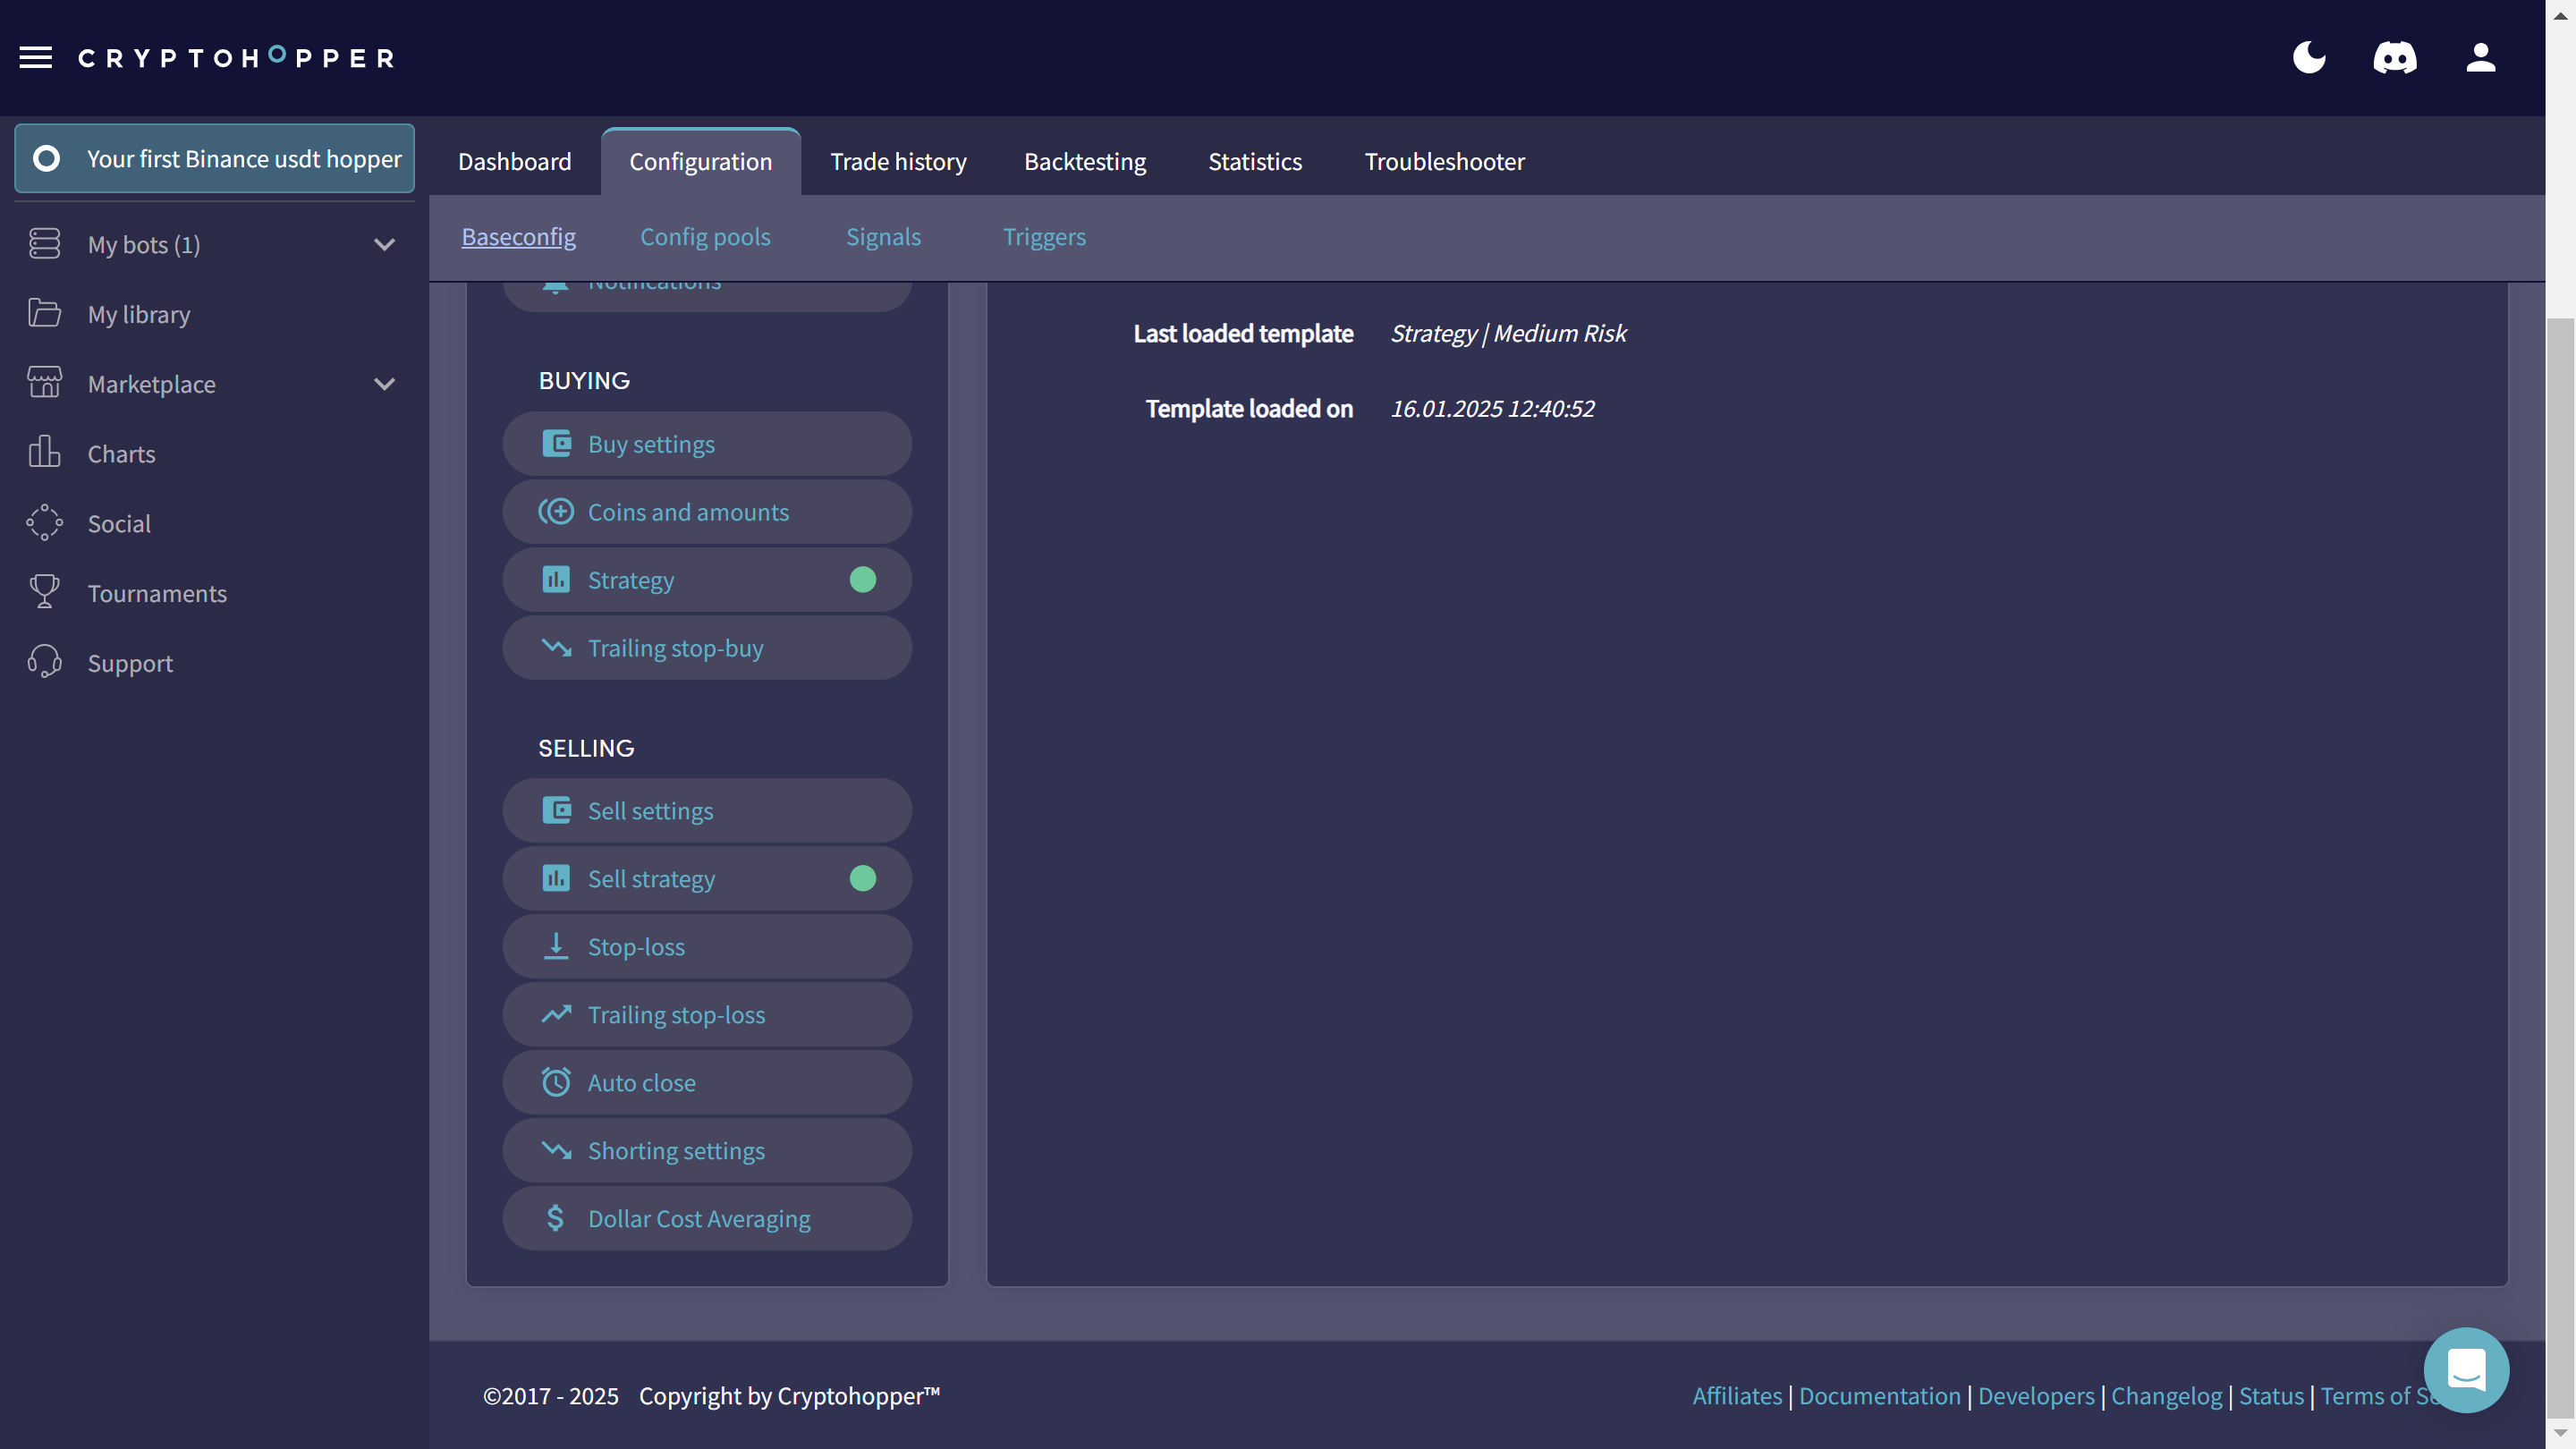 CRYPTOHOPPER
Your first Binance usdt hopper
My bots (1)
My library
Marketplace
Charts
Social
Tournaments
Support
Dashboard
Configuration
Trade history
Backtesting
Statistics
Troubleshooter
Baseconfig
Config pools
Signals
Triggers
Notifications
BUYING
Buy settings
Coins and amounts
Strategy
Trailing stop-buy
SELLING
Sell settings
Sell strategy
Stop-loss
Trailing stop-loss
Auto close
Shorting settings
Dollar Cost Averaging
Last loaded template Strategy | Medium Risk
Template loaded on 16.01.2025 12:40:52
©2017 - 2025 Copyright by Cryptohopper™
Affiliates | Documentation | Developers | Changelog | Status | Terms of